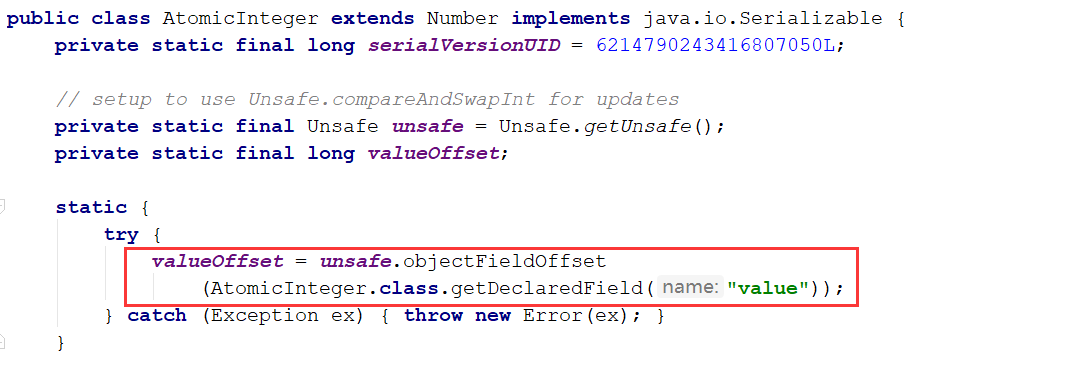 public class AtomicInteger extends Number implements java.io.Serializable {
    private static final long serialVersionUID = 6214790243416807050L;

    // setup to use Unsafe.compareAndSwapInt for updates
    private static final Unsafe unsafe = Unsafe.getUnsafe();
    private static final long valueOffset;

    static {
        try {
            valueOffset = unsafe.objectFieldOffset
                (AtomicInteger.class.getDeclaredField( name: "value"));
        } catch (Exception ex) { throw new Error(ex); }
    }